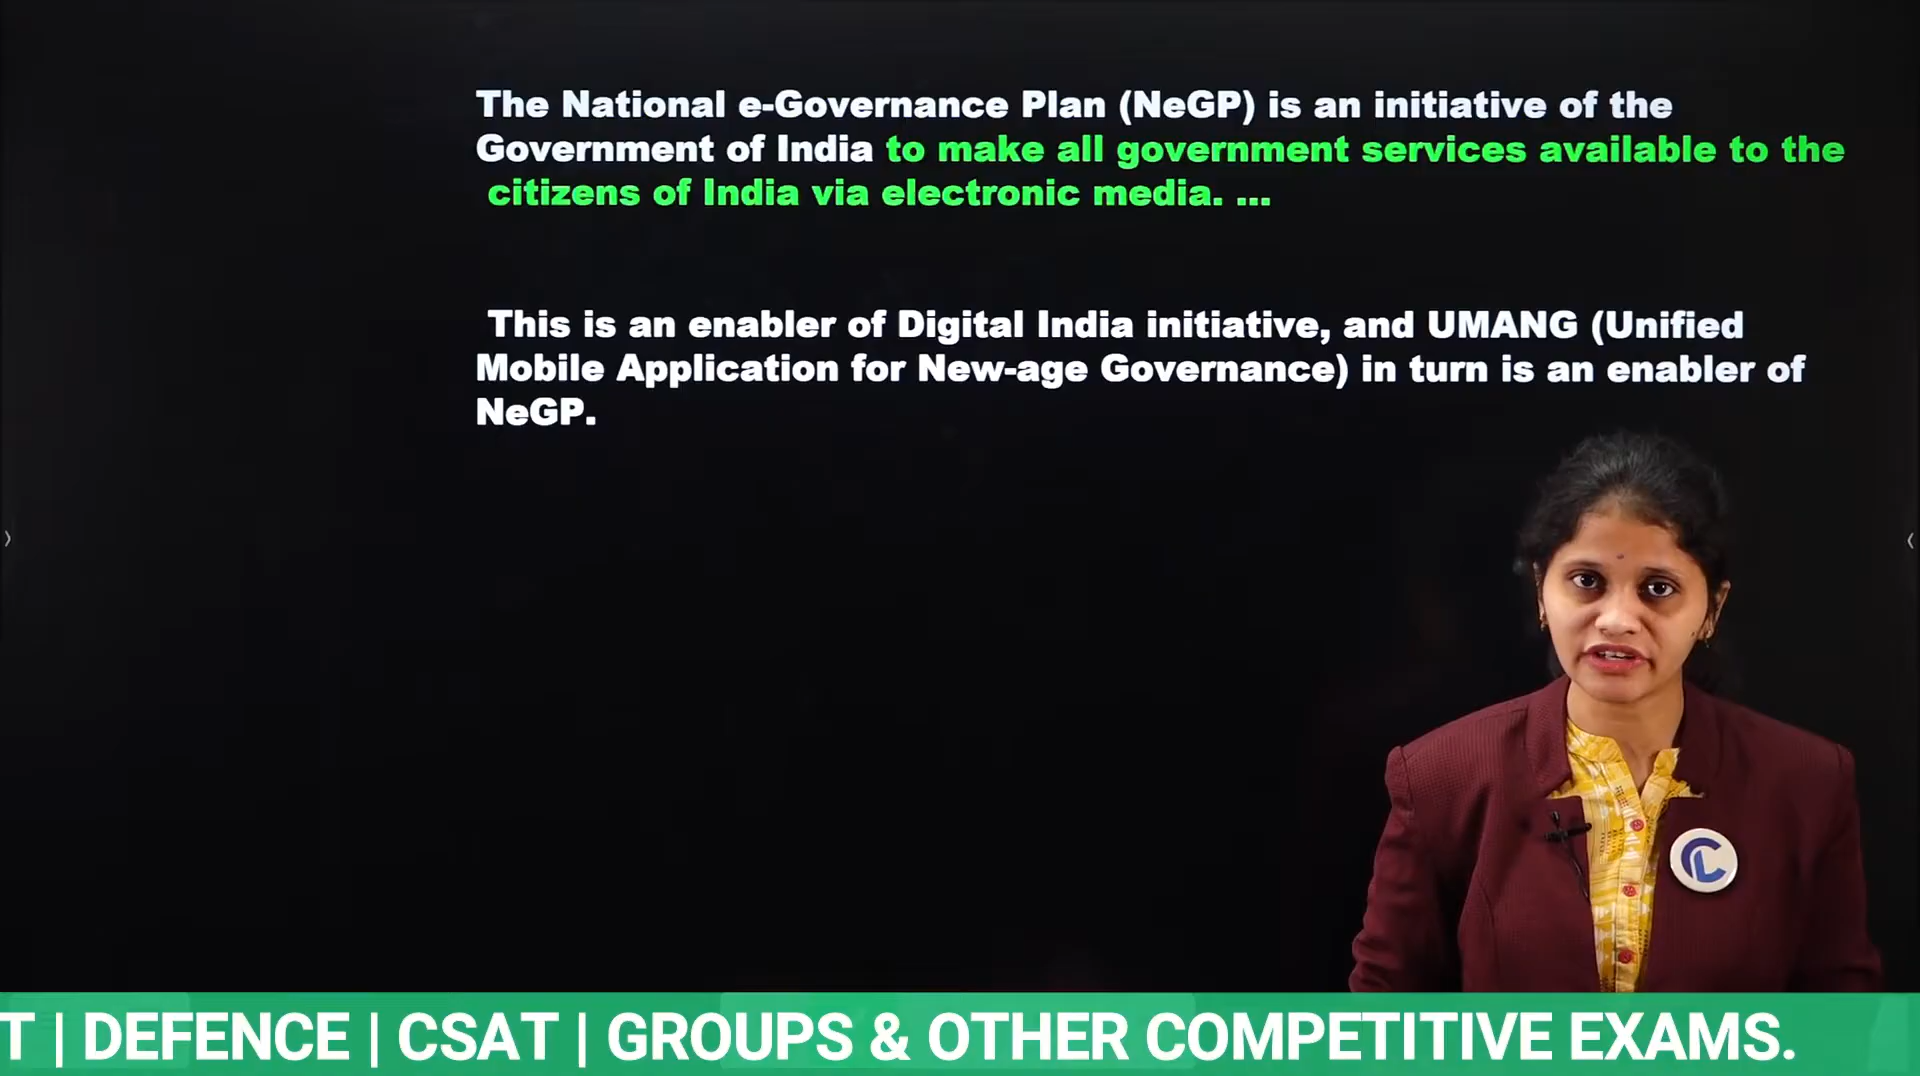 The National e-Governance Plan (NeGP) is an initiative of the
Government of India to make all government services available to the
citizens of India via electronic media. ...
This is an enabler of Digital India initiative, and UMANG (Unified
Mobile Application for New-age Governance) in turn is an enabler of
NeGP.
T | DEFENCE | CSAT | GROUPS & OTHER COMPETITIVE EXAMS.